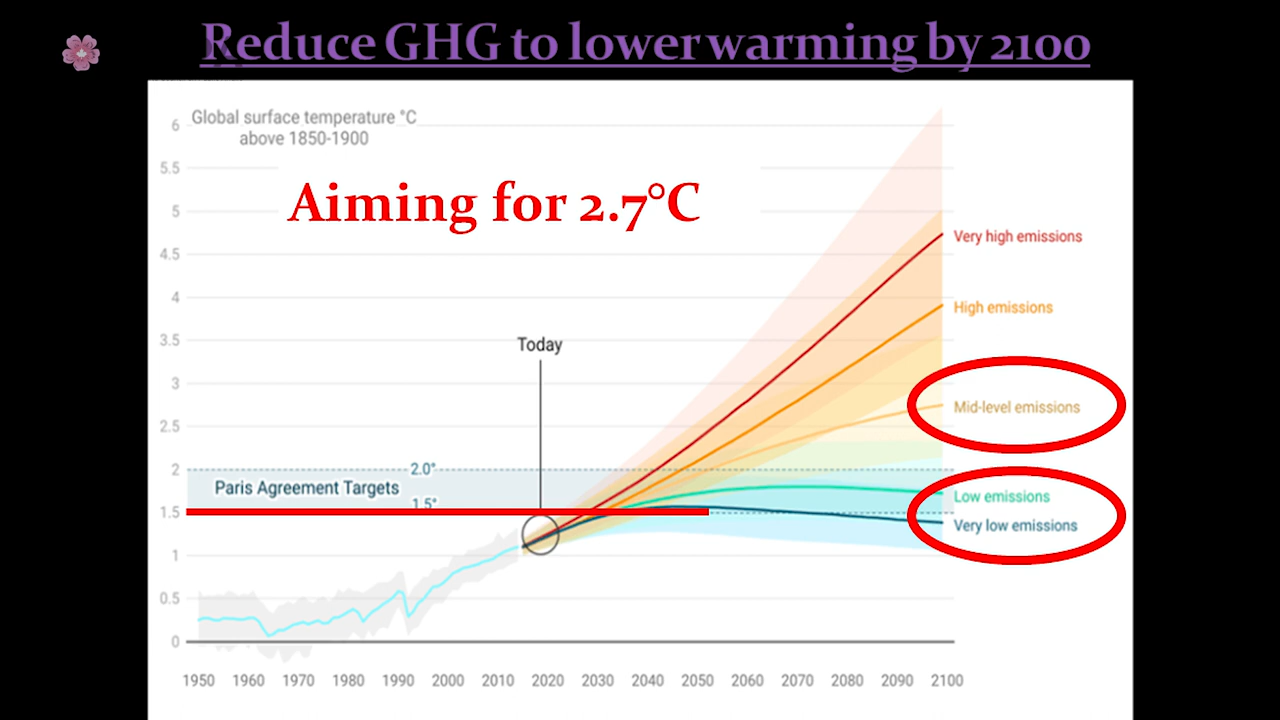 Reduce GHG to lower warming by 2100
Global surface temperature °C
above 1850-1900
6
5.5
5
4.5
4
3.5
3
2.5
2
1.5
1
0.5
0
Aiming for 2.7°C
Today
2.0°
Paris Agreement Targets
1.5°
Very high emissions
High emissions
Mid-level emissions
Low emissions
Very low emissions
1950 1960 1970 1980 1990 2000 2010 2020 2030 2040 2050 2060 2070 2080 2090 2100